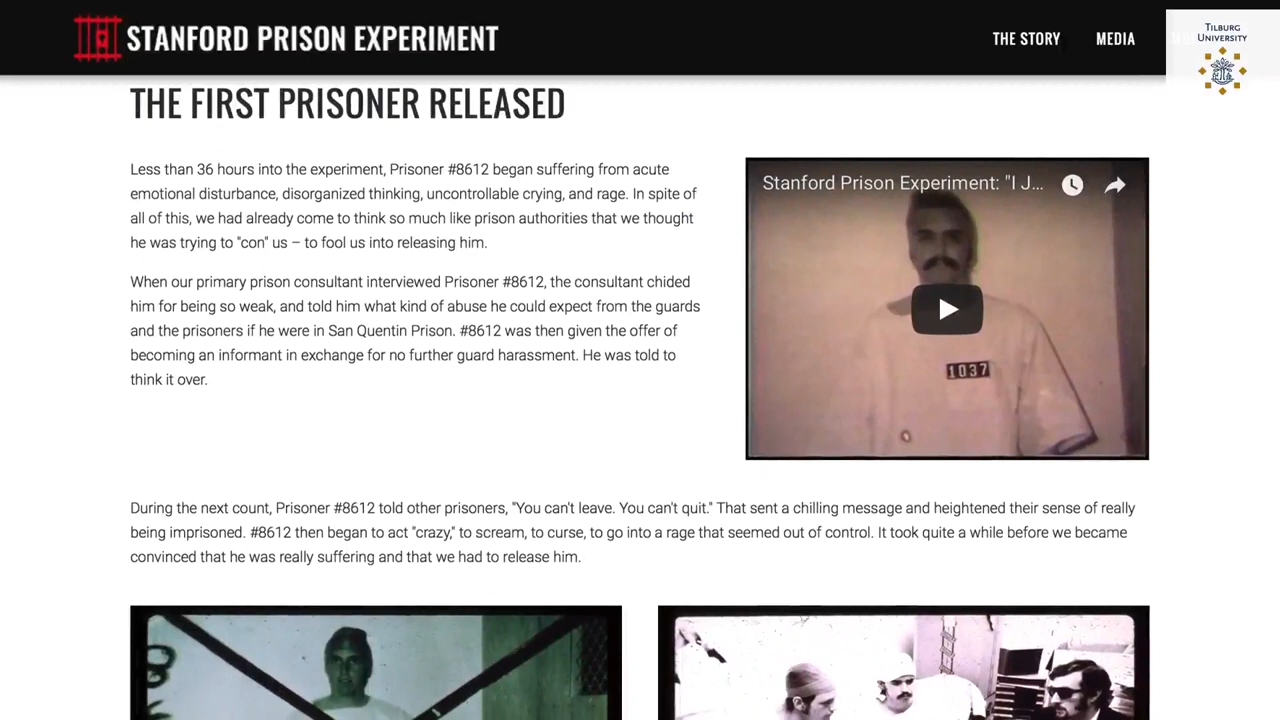 STANFORD PRISON EXPERIMENT
THE STORY
MEDIA
TILBURG
UNIVERSITY
THE FIRST PRISONER RELEASED
Less than 36 hours into the experiment, Prisoner #8612 began suffering from acute
emotional disturbance, disorganized thinking, uncontrollable crying, and rage. In spite of
all of this, we had already come to think so much like prison authorities that we thought
he was trying to "con" us – to fool us into releasing him.
When our primary prison consultant interviewed Prisoner #8612, the consultant chided
him for being so weak, and told him what kind of abuse he could expect from the guards
and the prisoners if he were in San Quentin Prison. #8612 was then given the offer of
becoming an informant in exchange for no further guard harassment. He was told to
think it over.
Stanford Prison Experiment: "I J...
1037
During the next count, Prisoner #8612 told other prisoners, "You can't leave. You can't quit." That sent a chilling message and heightened their sense of really
being imprisoned. #8612 then began to act "crazy," to scream, to curse, to go into a rage that seemed out of control. It took quite a while before we became
convinced that he was really suffering and that we had to release him.